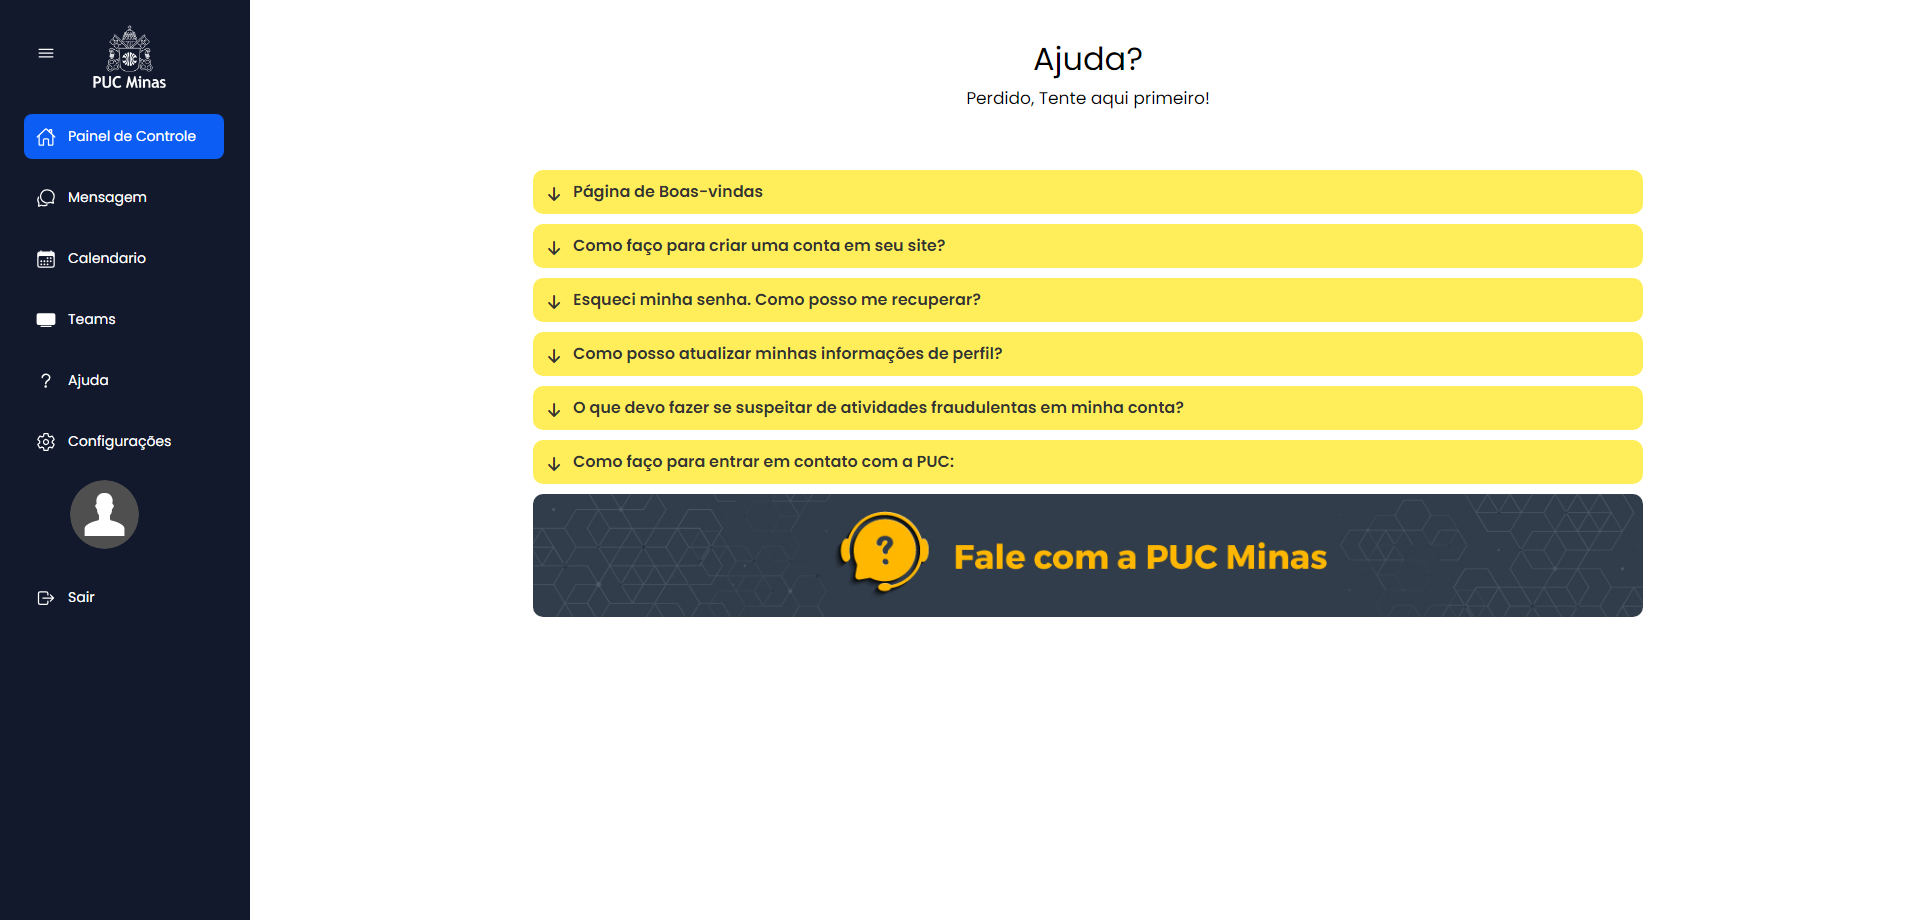 PUC Minas
Painel de Controle
Mensagem
Calendario
Teams
Ajuda
Configurações
Sair
Ajuda?
Perdido, Tente aqui primeiro!
Página de Boas-vindas
Como faço para criar uma conta em seu site?
Esqueci minha senha. Como posso me recuperar?
Como posso atualizar minhas informações de perfil?
O que devo fazer se suspeitar de atividades fraudulentas em minha conta?
Como faço para entrar em contato com a PUC:
Fale com a PUC Minas